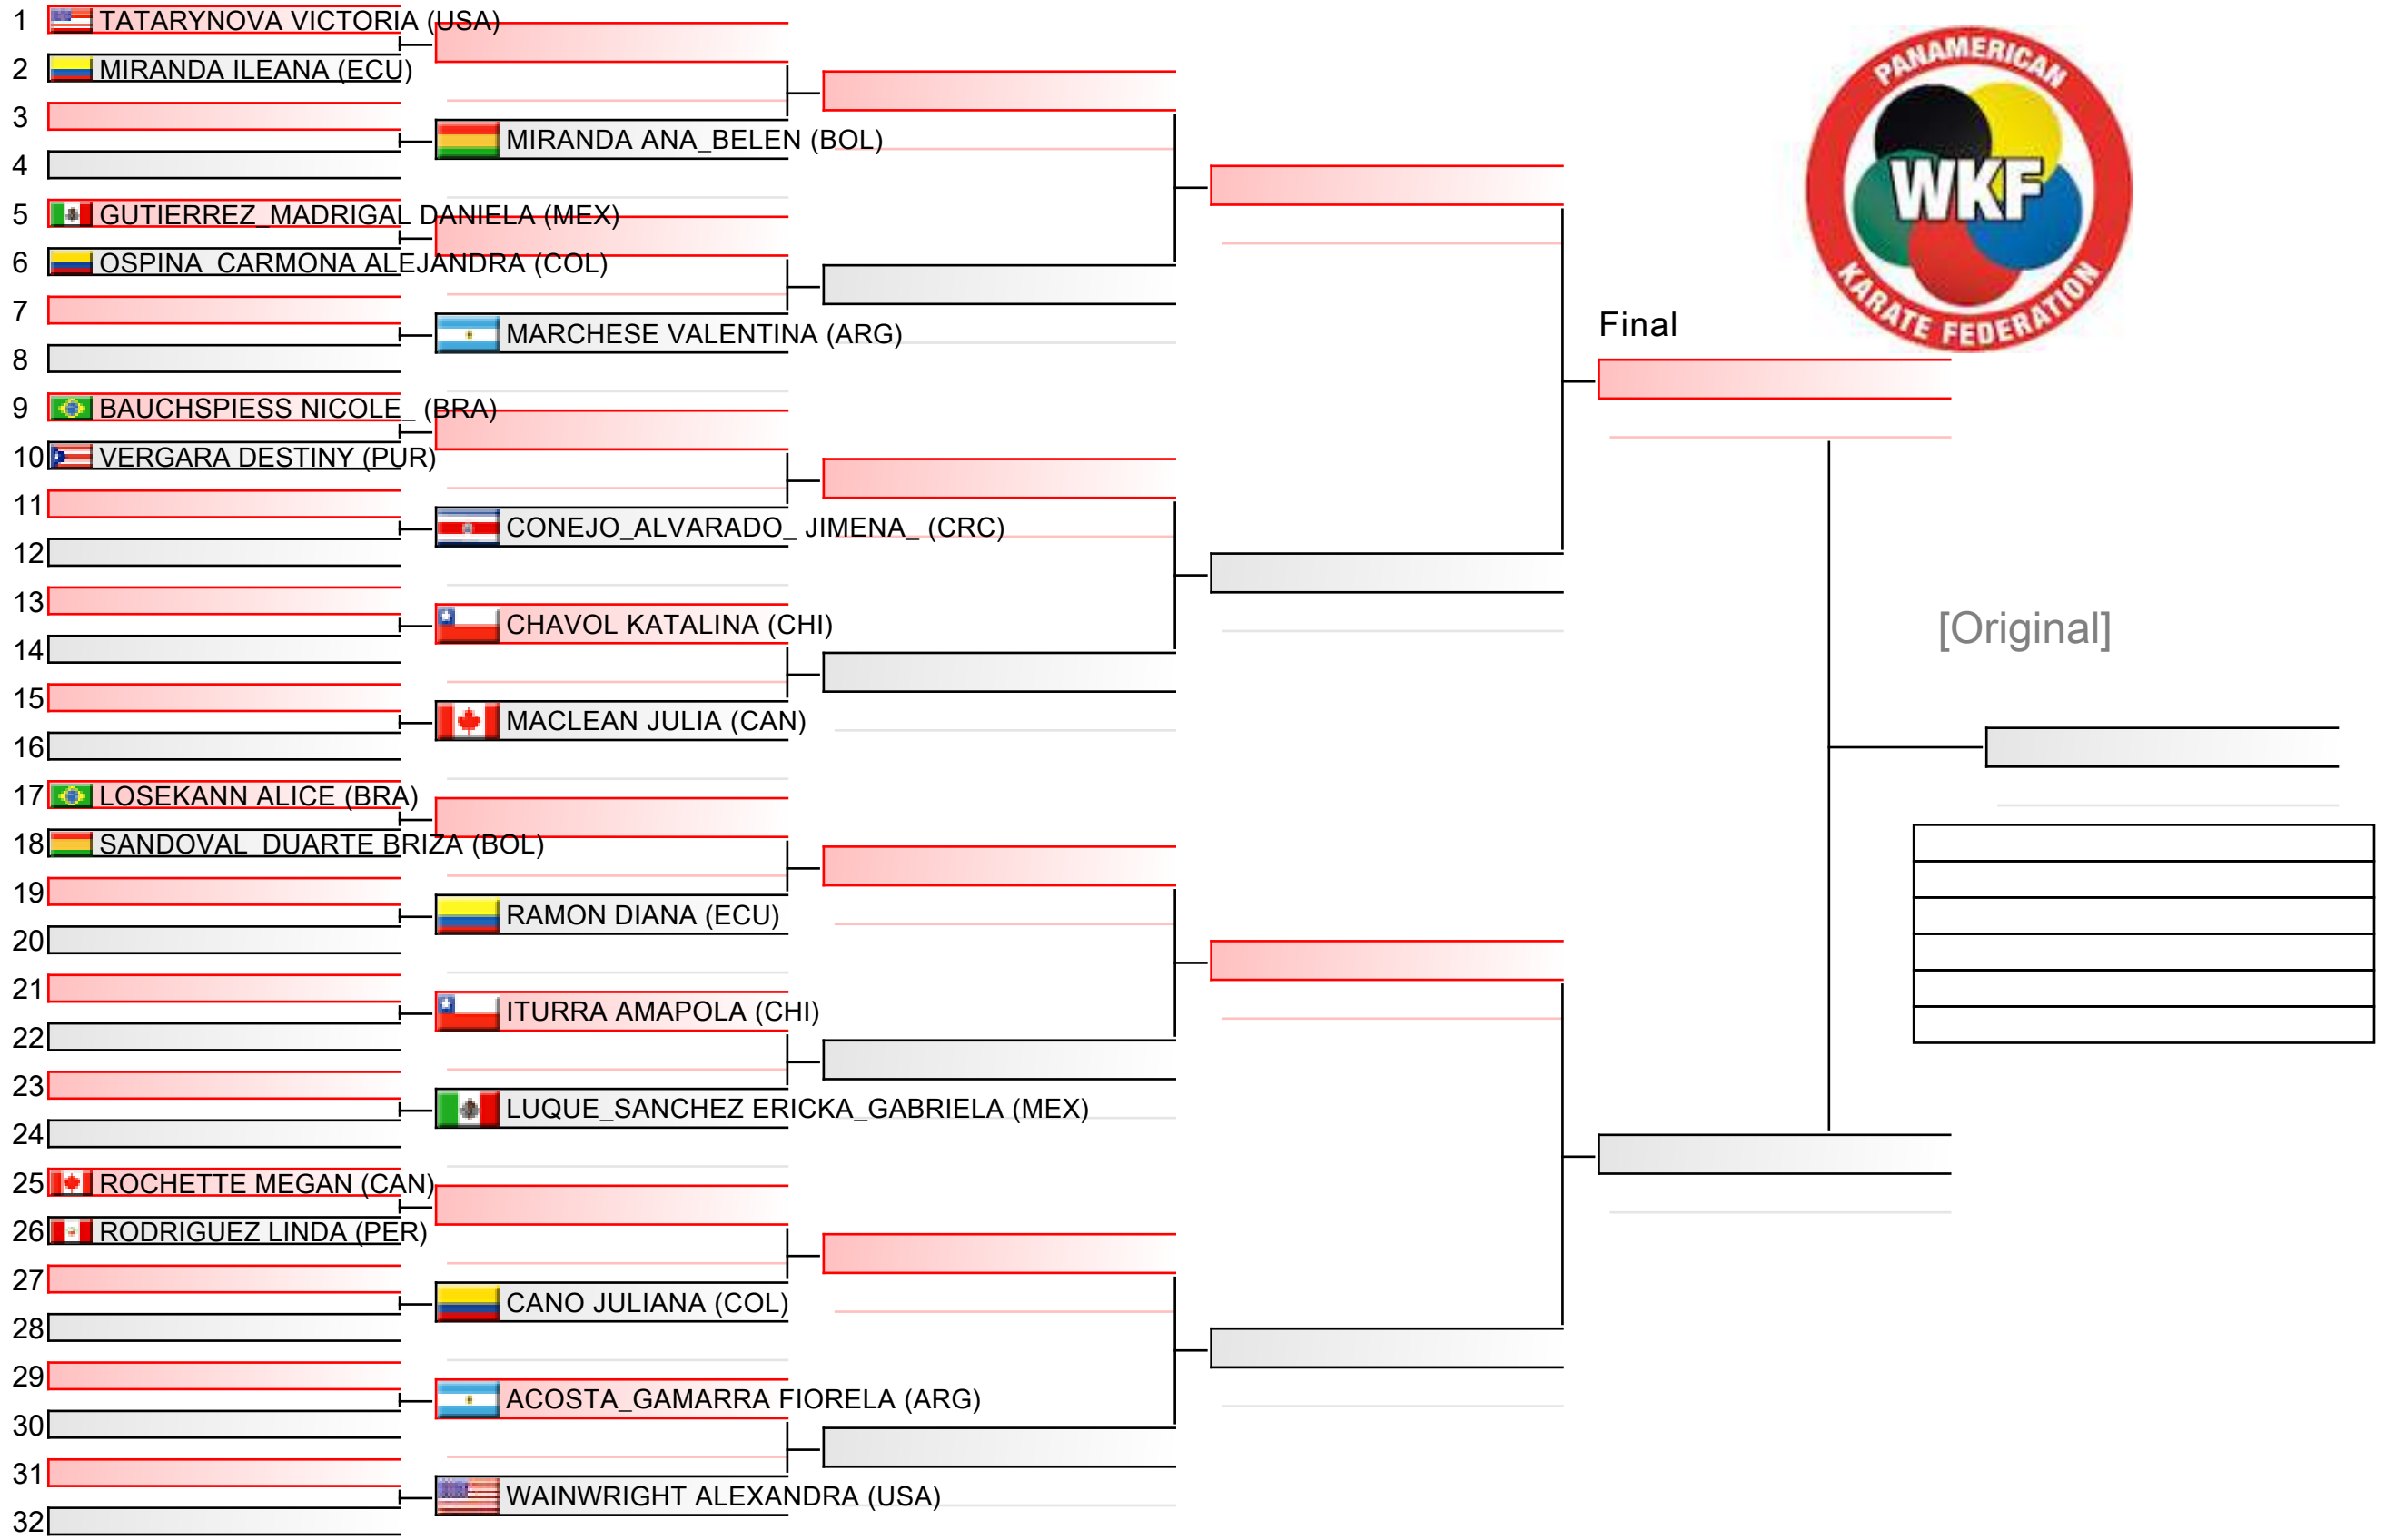 1 TATARYNOVA VICTORIA (USA)
2 MIRANDA ILEANA (ECU)
3
MIRANDA ANA_BELEN (BOL)
4
5 GUTIERREZ_MADRIGAL DANIELA (MEX)
6 OSPINA_CARMONA ALEJANDRA (COL)
7
MARCHESE VALENTINA (ARG)
8
9 BAUCHSPIESS NICOLE_ (BRA)
10 VERGARA DESTINY (PUR)
11
CONEJO_ALVARADO_ JIMENA_ (CRC)
12
13
CHAVOL KATALINA (CHI)
14
15
MACLEAN JULIA (CAN)
16
17 LOSEKANN ALICE (BRA)
18 SANDOVAL_DUARTE BRIZA (BOL)
19
RAMON DIANA (ECU)
20
21
ITURRA AMAPOLA (CHI)
22
23
LUQUE_SANCHEZ ERICKA_GABRIELA (MEX)
24
25 ROCHETTE MEGAN (CAN)
26 RODRIGUEZ LINDA (PER)
27
CANO JULIANA (COL)
28
29
ACOSTA_GAMARRA FIORELA (ARG)
30
31
WAINWRIGHT ALEXANDRA (USA)
32
Final
PANAMERICAN
WKF
KARATE FEDERATION
[Original]